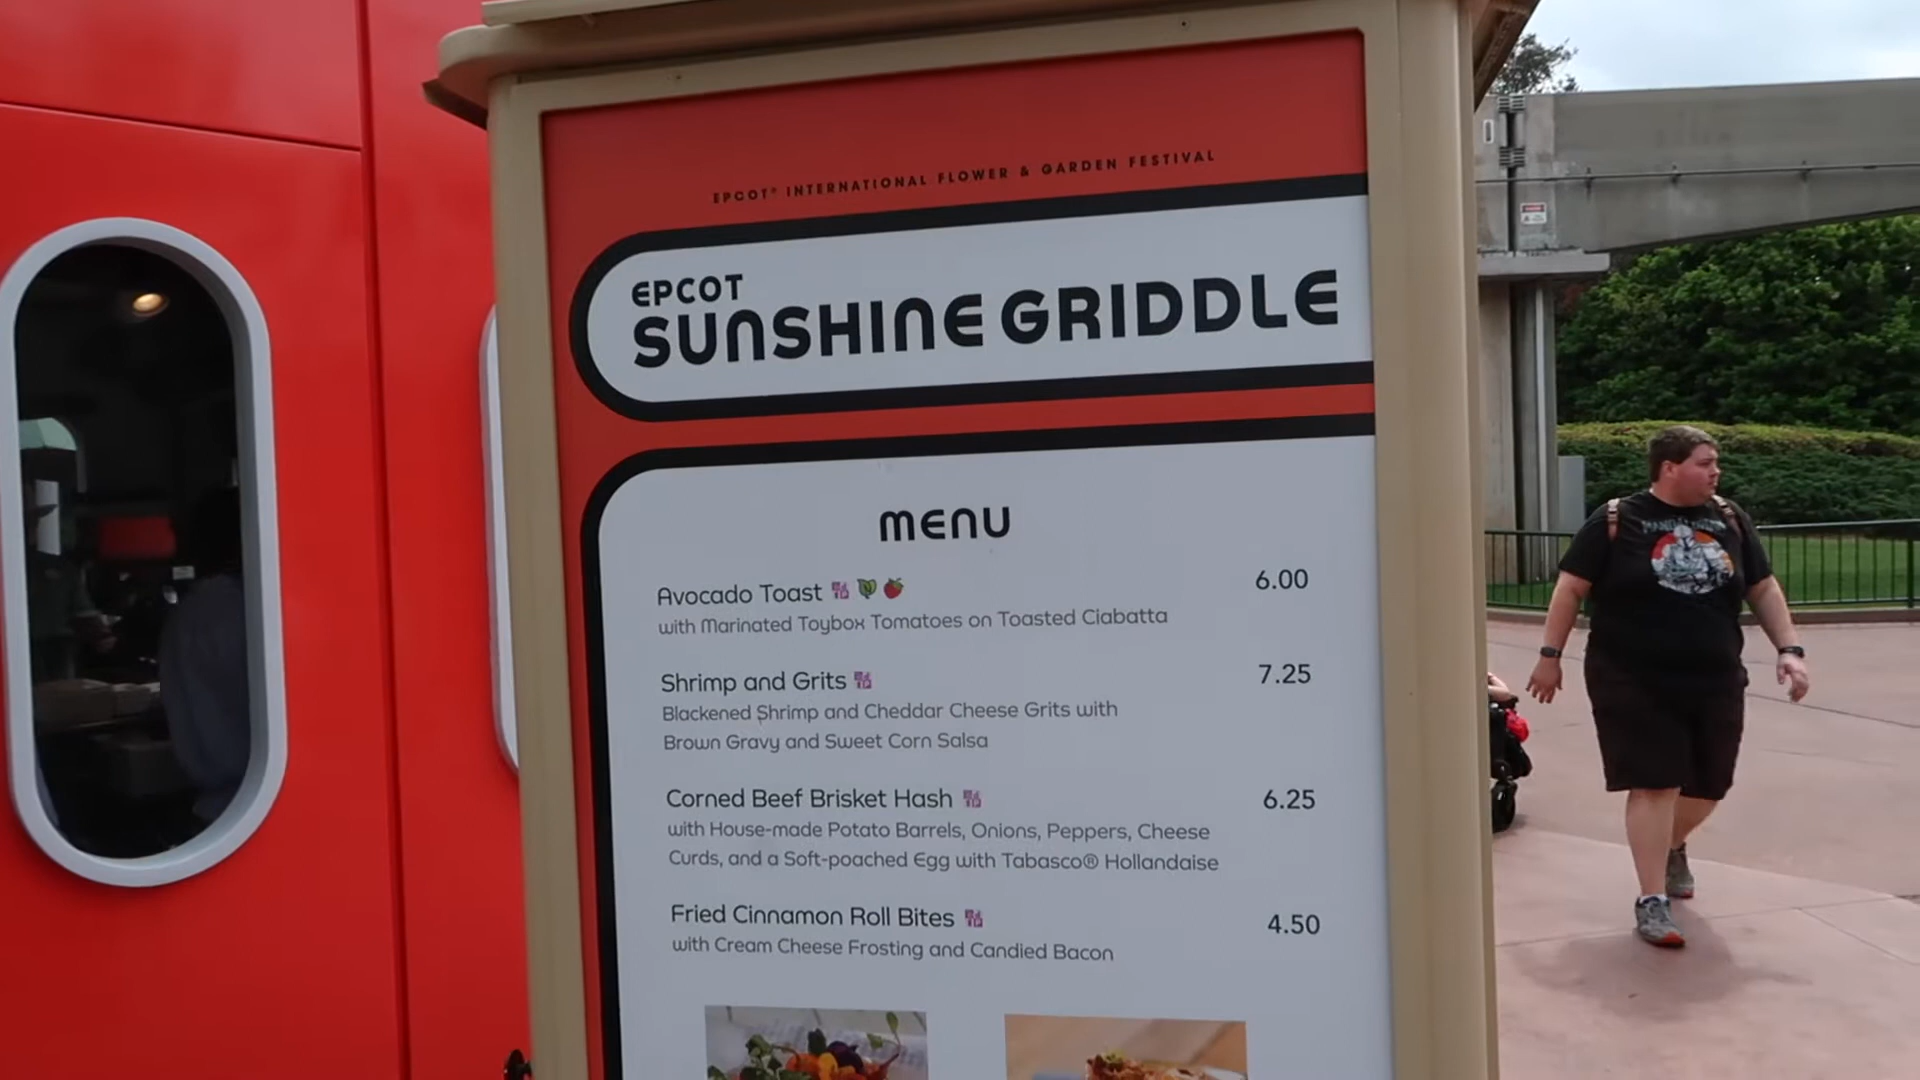 EPCOT® INTERNATIONAL FLOWER & GARDEN FESTIVAL
EPCOT
SUNSHINE GRIDDLE
MENU
Avocado Toast 6.00
with Marinated Toybox Tomatoes on Toasted Ciabatta
Shrimp and Grits 7.25
Blackened Shrimp and Cheddar Cheese Grits with
Brown Gravy and Sweet Corn Salsa
Corned Beef Brisket Hash 6.25
with House-made Potato Barrels, Onions, Peppers, Cheese
Curds, and a Soft-poached Egg with Tabasco® Hollandaise
Fried Cinnamon Roll Bites 4.50
with Cream Cheese Frosting and Candied Bacon